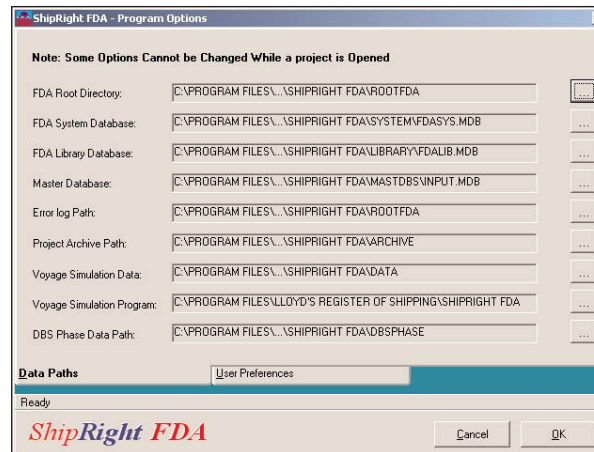 ShipRight FDA - Program Options
Note: Some Options Cannot be Changed While a project is Opened
FDA Root Directory: C:\PROGRAM FILES\...\SHIPRIGHT FDA\ROOTFDA ...
FDA System Database: C:\PROGRAM FILES\...\SHIPRIGHT FDA\SYSTEM\FDASYS.MDB ...
FDA Library Database: C:\PROGRAM FILES\...\SHIPRIGHT FDA\LIBRARY\FDALIB.MDB ...
Master Database: C:\PROGRAM FILES\...\SHIPRIGHT FDA\MASTDBS\INPUT.MDB ...
Error log Path: C:\PROGRAM FILES\...\SHIPRIGHT FDA\ROOTFDA ...
Project Archive Path: C:\PROGRAM FILES\...\SHIPRIGHT FDA\ARCHIVE ...
Voyage Simulation Data: C:\PROGRAM FILES\...\SHIPRIGHT FDA\DATA ...
Voyage Simulation Program: C:\PROGRAM FILES\LLOYD'S REGISTER OF SHIPPING\SHIPRIGHT FDA ...
DBS Phase Data Path: C:\PROGRAM FILES\...\SHIPRIGHT FDA\DBSPHASE ...
Data Paths User Preferences
Ready
ShipRight FDA Cancel OK